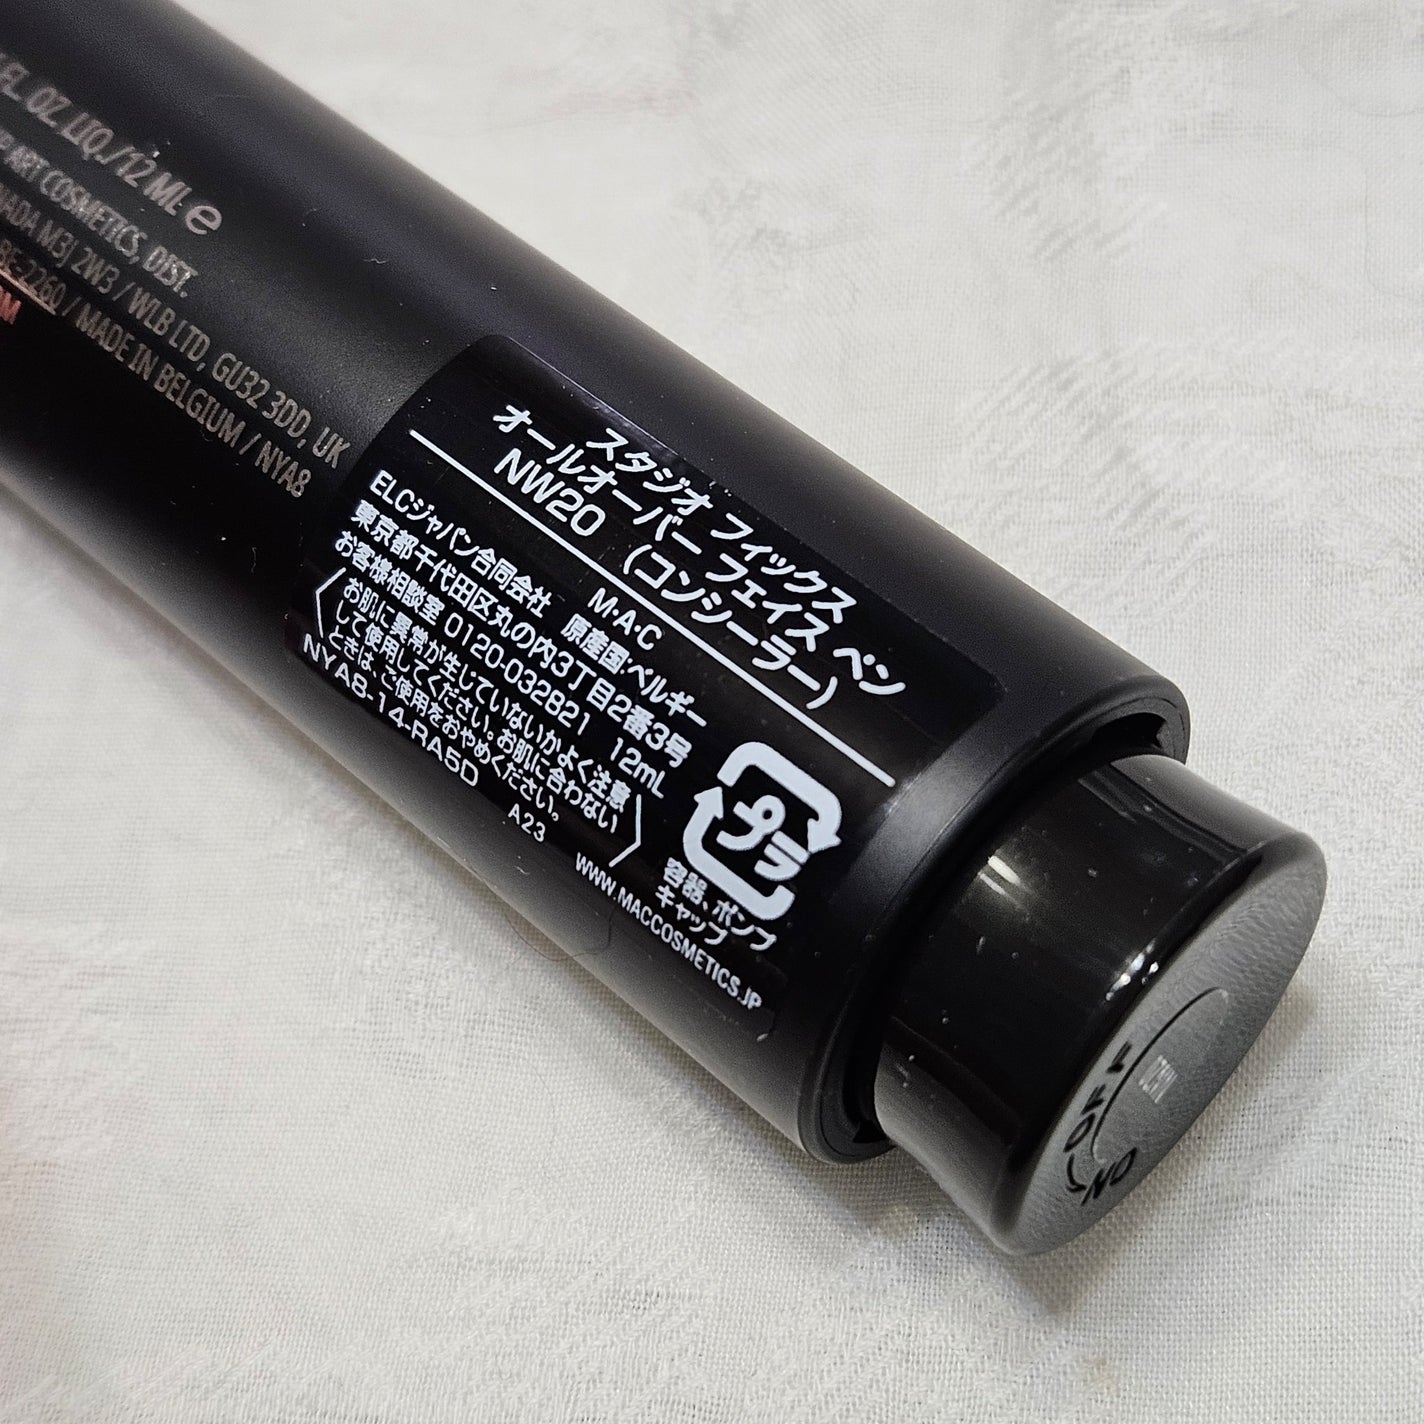 FL OZ. LIQ./12 ML e
ART COSMETICS, DIST.
M3J 2W3 / WLB LTD, GU32 3DD, UK
BE-2260 / MADE IN BELGIUM / NYA8
スタジオ フィックス
オールオーバー フェイス ペン
NW20 (コンシーラー)
ELCジャパン合同会社 M・A・C
東京都千代田区丸の内3丁目2番3号 原産国:ベルギー
お客様相談室 0120-032821 12mL
お肌に異常が生じていないかよく注意
して使用してください。お肌に合わない
ときは、ご使用をおやめください。
NYA8-14-RA5D A23
WWW.MACCOSMETICS.JP
プラ
容器、ポンプ
キャップ
OFF
ON
NW20